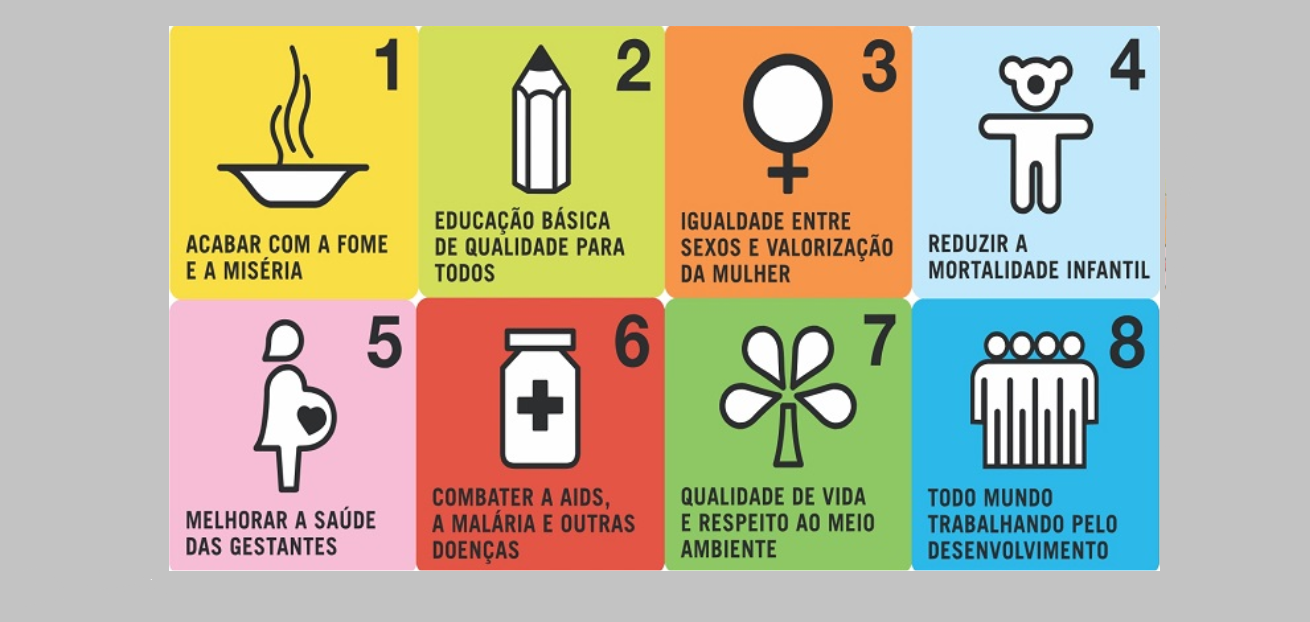 1
ACABAR COM A FOME
E A MISÉRIA
2
EDUCAÇÃO BÁSICA
DE QUALIDADE PARA
TODOS
3
IGUALDADE ENTRE
SEXOS E VALORIZAÇÃO
DA MULHER
4
REDUZIR A
MORTALIDADE INFANTIL
5
MELHORAR A SAÚDE
DAS GESTANTES
6
COMBATER A AIDS,
A MALÁRIA E OUTRAS
DOENÇAS
7
QUALIDADE DE VIDA
E RESPEITO AO MEIO
AMBIENTE
8
TODO MUNDO
TRABALHANDO PELO
DESENVOLVIMENTO